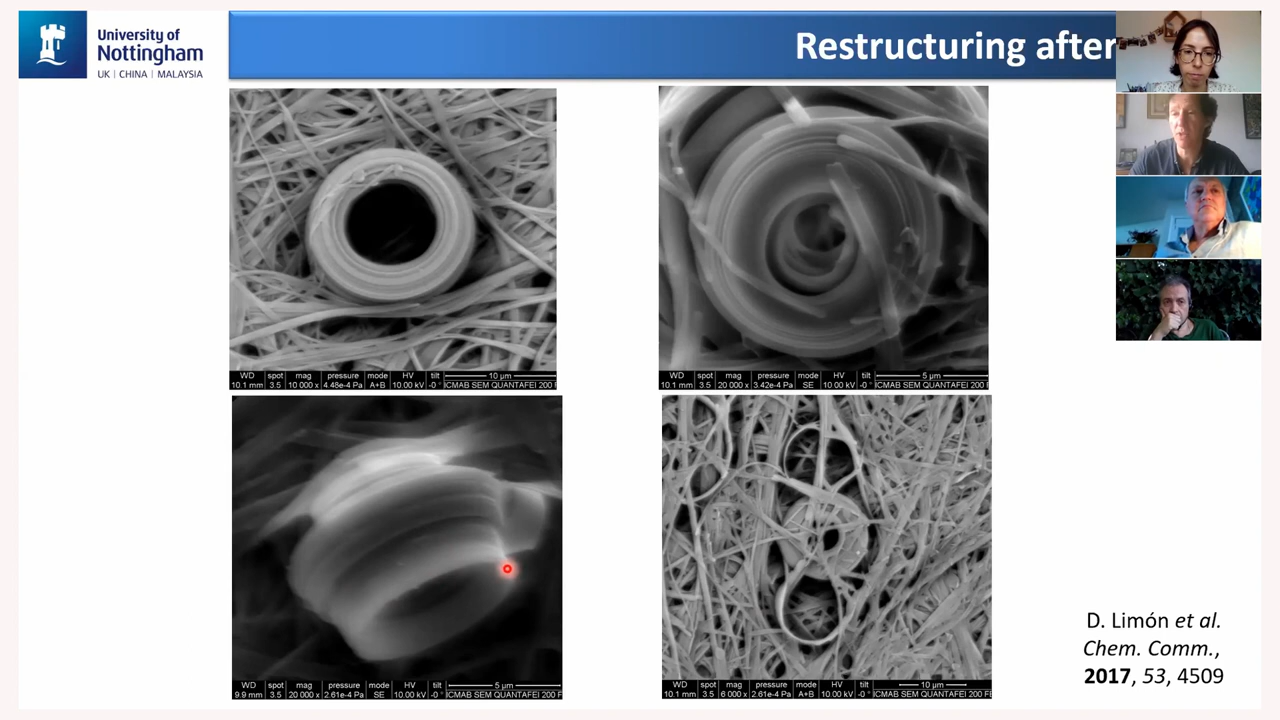 University of
Nottingham
UK | CHINA | MALAYSIA
Restructuring after
WD spot mag pressure mode HV tilt 10 µm
10.1 mm 3.5 10 000 x 4.48e-4 Pa A+B 10.00 kV -0 ° ICMAB SEM QUANTAFEI 200 F
WD spot mag pressure mode HV tilt 5 µm
10.1 mm 3.5 20 000 x 3.42e-4 Pa SE 10.00 kV -0 ° ICMAB SEM QUANTAFEI 200 F
WD spot mag pressure mode HV tilt 5 µm
9.9 mm 3.5 20 000 x 2.61e-4 Pa SE 10.00 kV -0 ° ICMAB SEM QUANTAFEI 200 F
WD spot mag pressure mode HV tilt 10 µm
10.1 mm 3.5 6 000 x 2.61e-4 Pa A+B 10.00 kV -0 ° ICMAB SEM QUANTAFEI 200 FE
D. Limón et al.
Chem. Comm.,
2017, 53, 4509